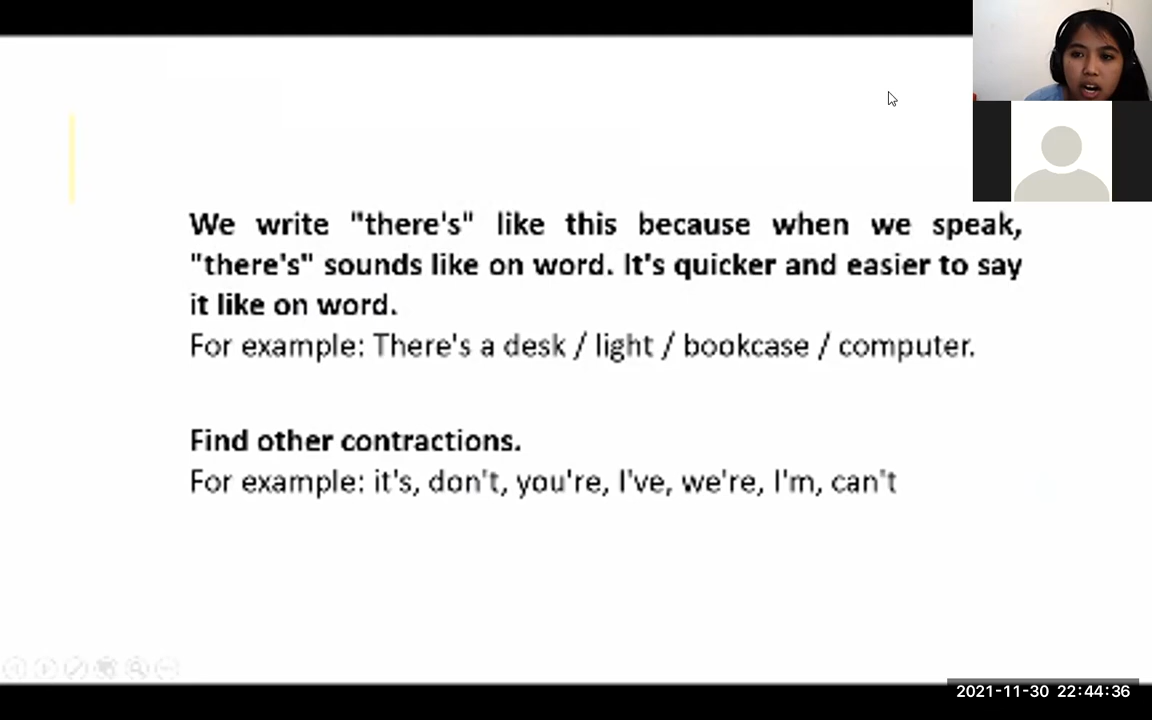 We write "there's" like this because when we speak,
"there's" sounds like on word. It's quicker and easier to say
it like on word.
For example: There's a desk / light / bookcase / computer.
Find other contractions.
For example: it's, don't, you're, I've, we're, I'm, can't
2021-11-30 22:44:36